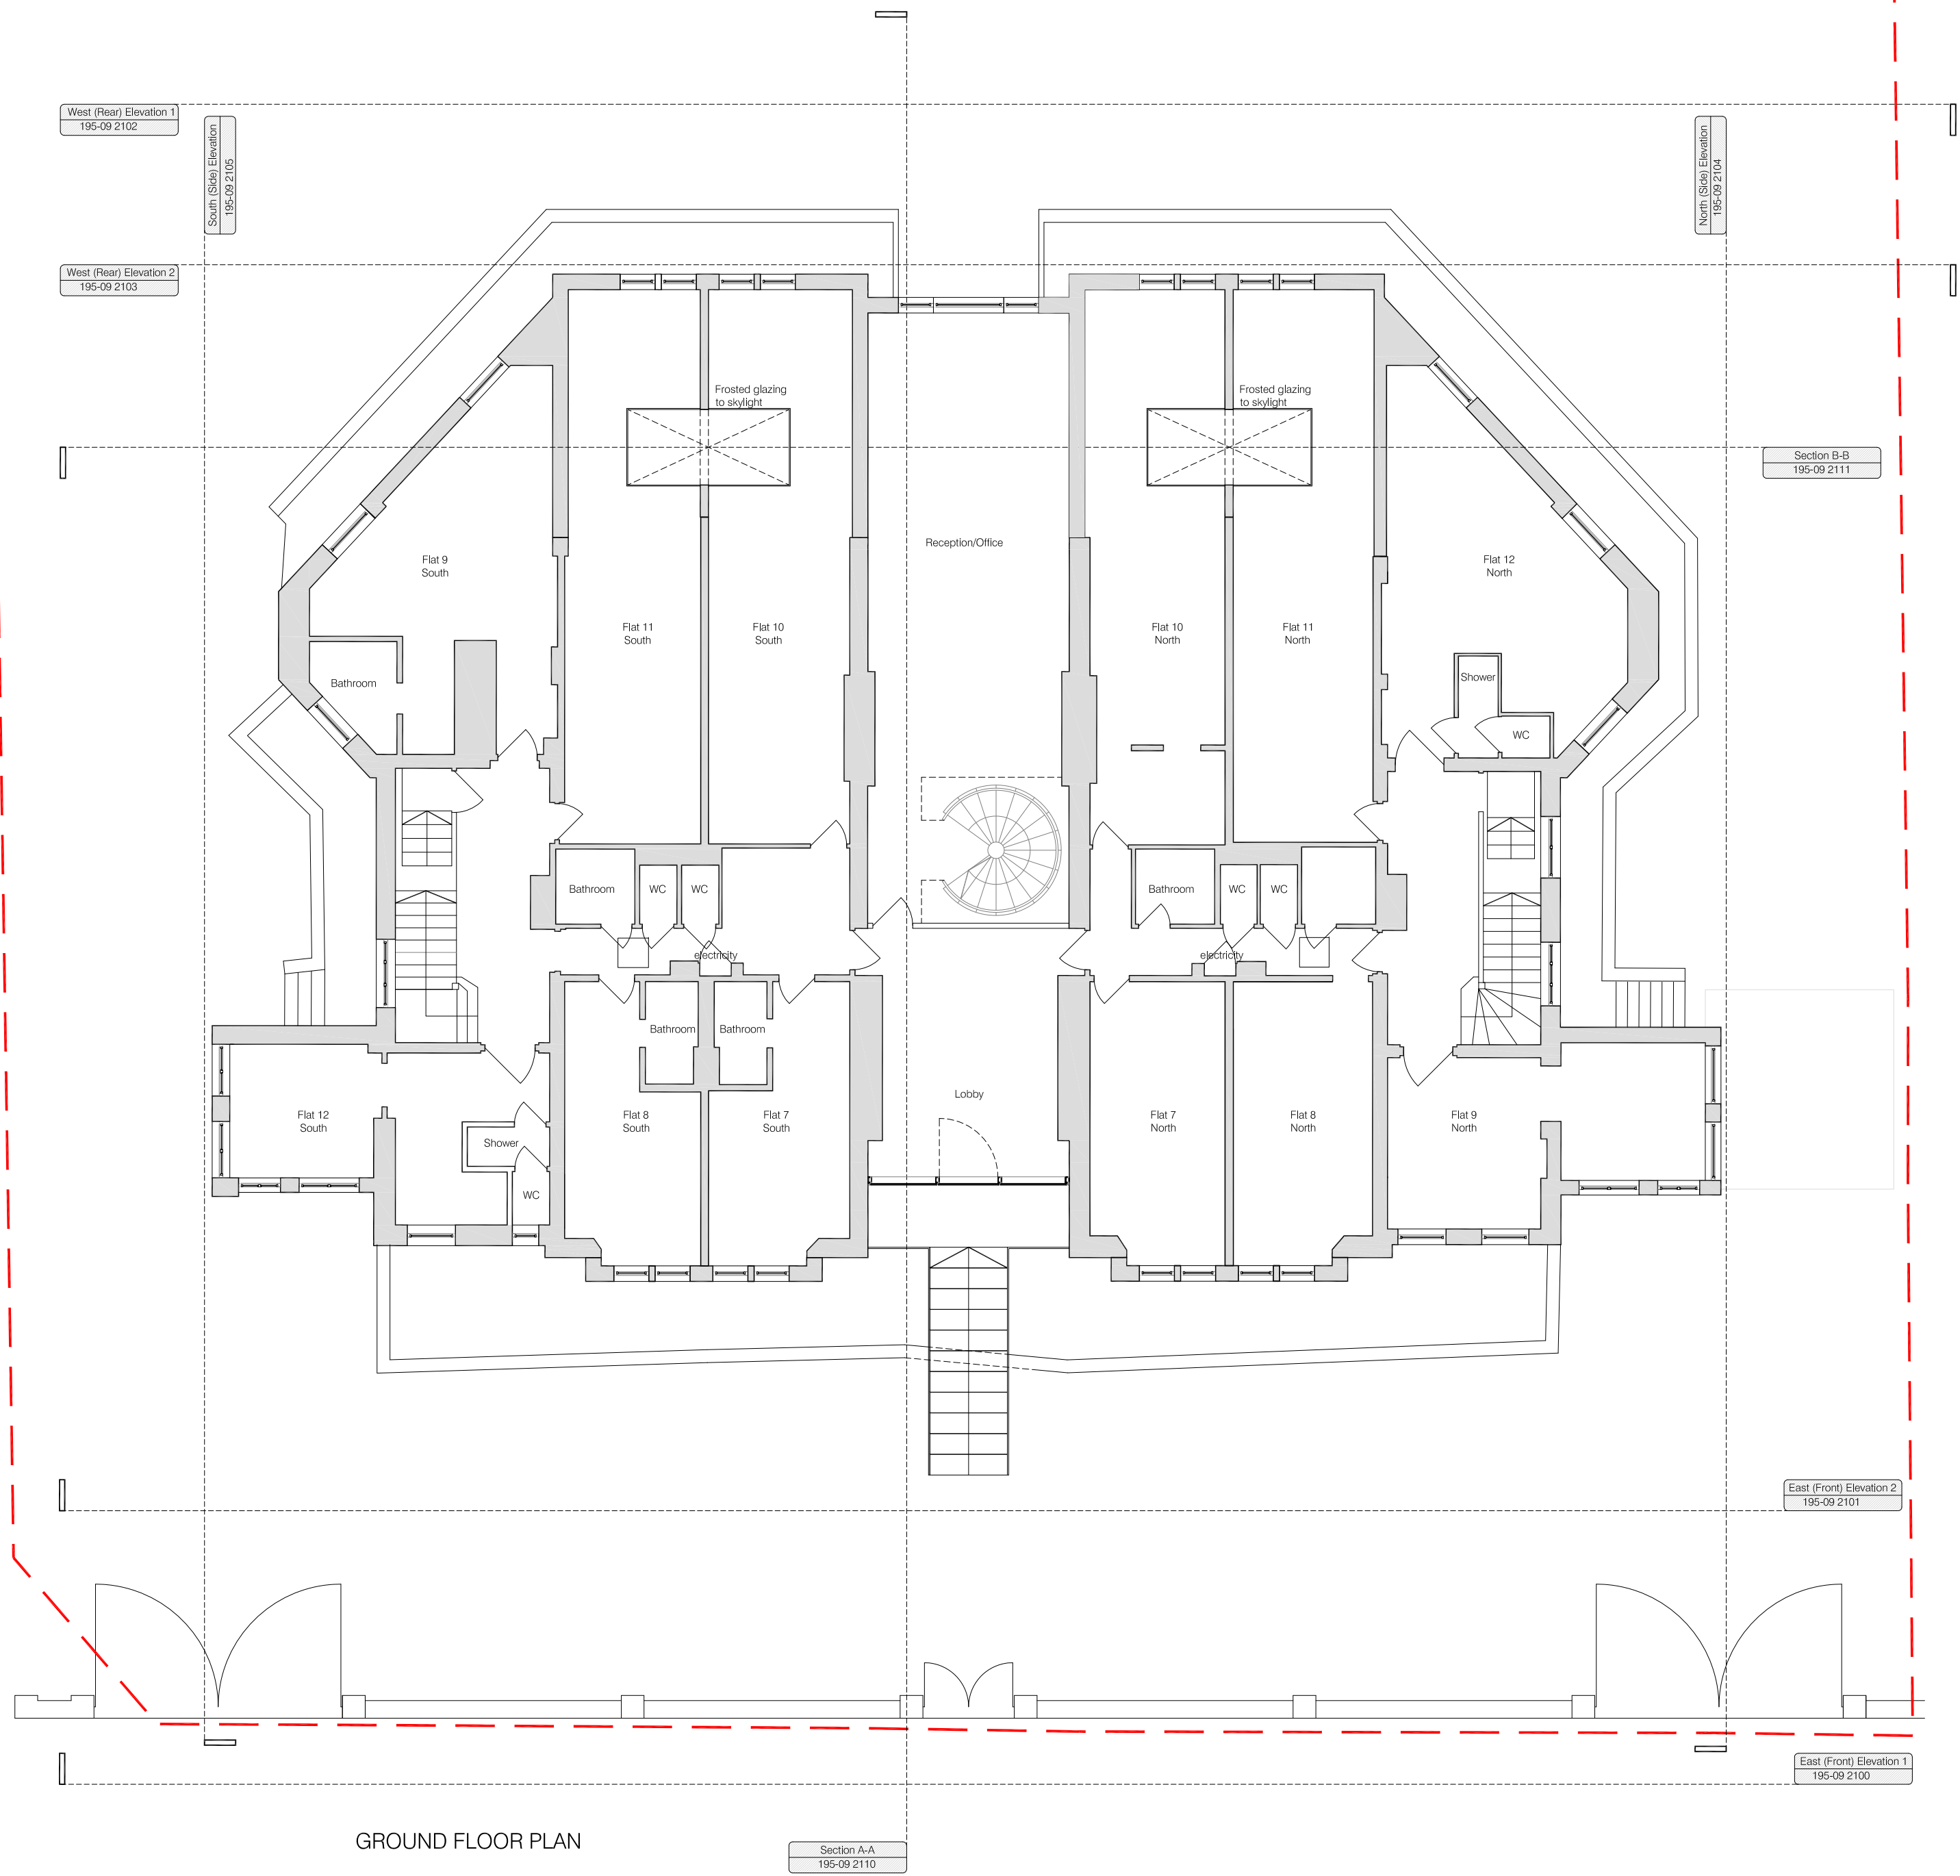 West (Rear) Elevation 1
195-09 2102
South (Side) Elevation
195-09 2105
North (Side) Elevation
195-09 2104
West (Rear) Elevation 2
195-09 2103
Frosted glazing
to skylight
Frosted glazing
to skylight
Section B-B
195-09 2111
Reception/Office
Flat 9
South
Flat 12
North
Flat 11
South
Flat 10
South
Flat 10
North
Flat 11
North
Bathroom
Shower
WC
Bathroom
WC
WC
Bathroom
WC
WC
electricity
electricity
Bathroom
Bathroom
Lobby
Flat 12
South
Flat 8
South
Flat 7
South
Flat 7
North
Flat 8
North
Flat 9
North
Shower
WC
East (Front) Elevation 2
195-09 2101
East (Front) Elevation 1
195-09 2100
GROUND FLOOR PLAN
Section A-A
195-09 2110